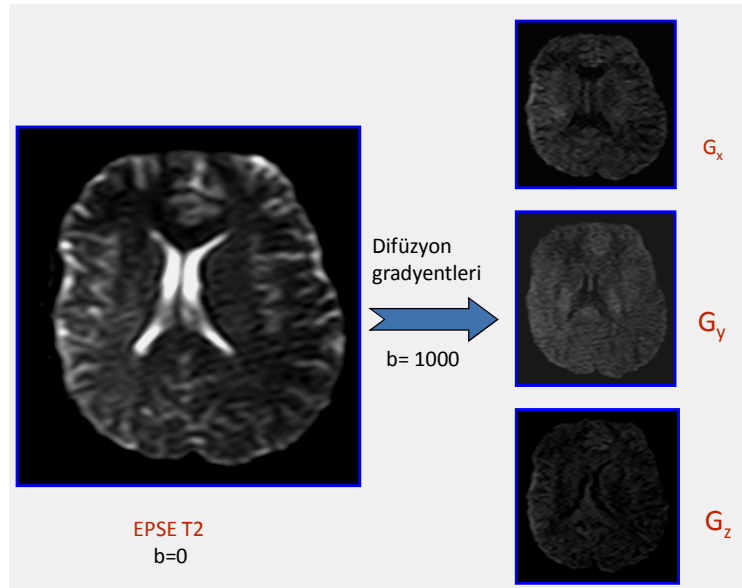 EPSE T2
b=0
Difüzyon
gradyentleri
b= 1000
Gx
Gy
Gz